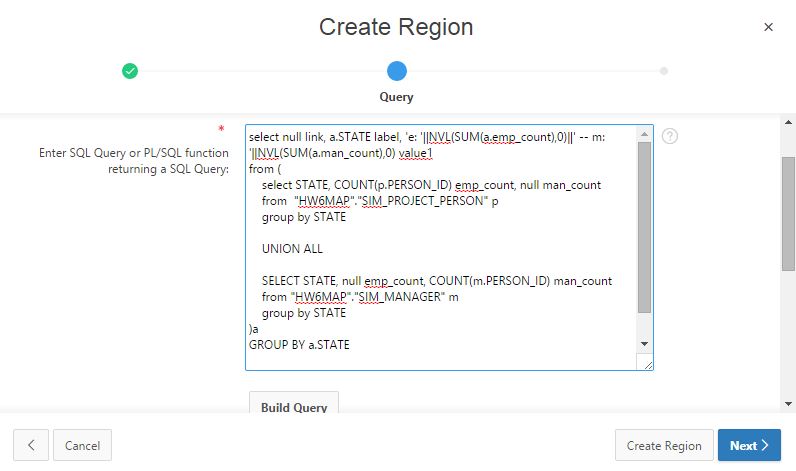 Create Region
×
Query
*
Enter SQL Query or PL/SQL function
returning a SQL Query:
select null link, a.STATE label, 'e: '||NVL(SUM(a.emp_count),0)||' -- m:
'||NVL(SUM(a.man_count),0) value1
from (
select STATE, COUNT(p.PERSON_ID) emp_count, null man_count
from "HW6MAP"."SIM_PROJECT_PERSON" p
group by STATE
UNION ALL
SELECT STATE, null emp_count, COUNT(m.PERSON_ID) man_count
from "HW6MAP"."SIM_MANAGER" m
group by STATE
)a
GROUP BY a.STATE
?
Build Query
< Cancel Create Region Next >